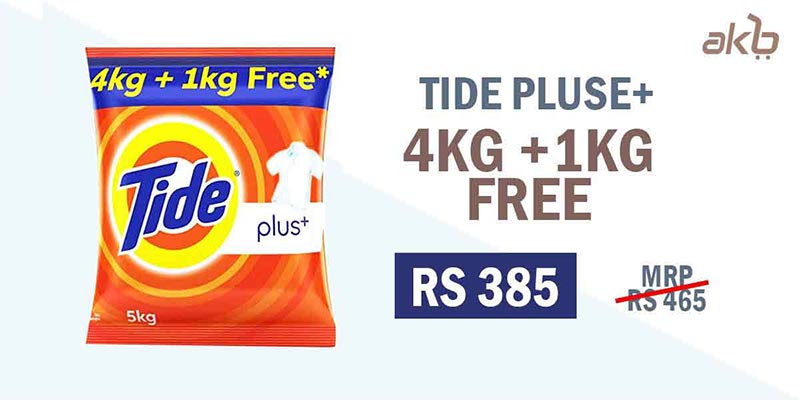 akb
4kg + 1kg Free*
Tide®
plus+
5kg
TIDE PLUSE+
4KG +1KG
FREE
RS 385
MRP
RS 465